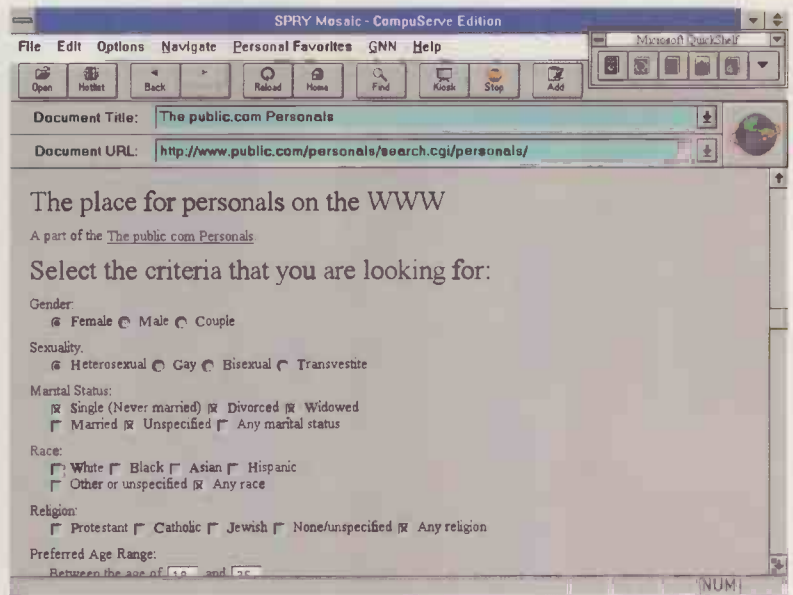 SPRY Mosaic - CompuServe Edition
File Edit Options Navigate Personal Favorites GNN Help
Microsoft QuickShelf
Open Hotlist Back Reload Home Find Kiosk Stop Add
Document Title: The public.com Personals
Document URL: http://www.public.com/personals/search.cgi/personals/
The place for personals on the WWW
A part of the The public com Personals.
Select the criteria that you are looking for:
Gender:
Female Male Couple
Sexuality.
Heterosexual Gay Bisexual Transvestite
Marital Status:
Single (Never married) Divorced Widowed
Married Unspecified Any marital status
Race:
White Black Asian Hispanic
Other or unspecified Any race
Religion:
Protestant Catholic Jewish None/unspecified Any religion
Preferred Age Range:
Between the age of and
NUM